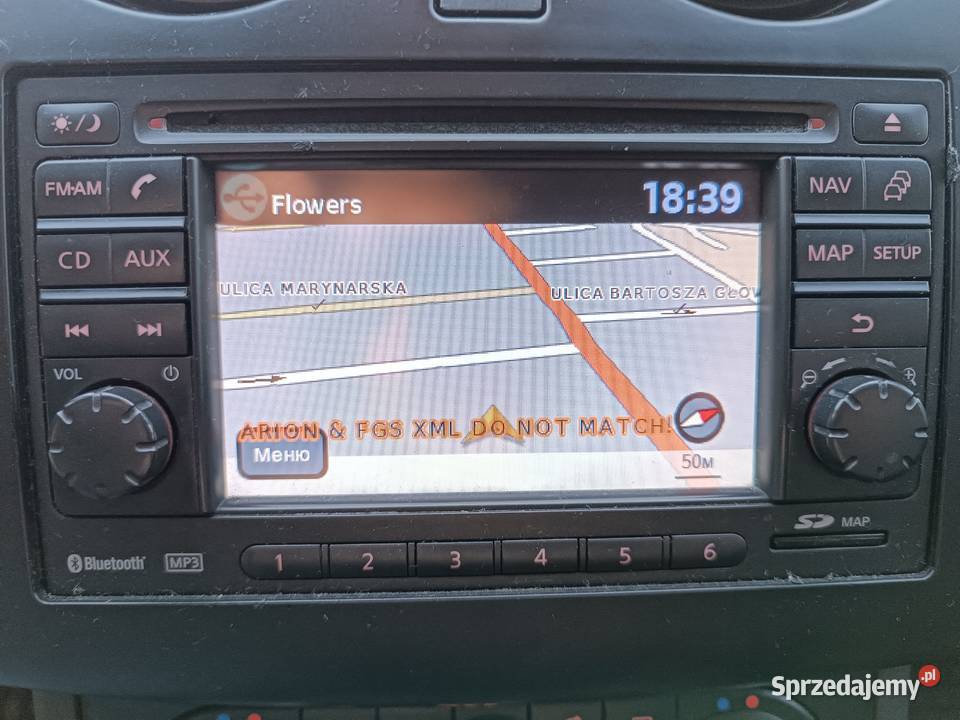 FM·AM
CD
AUX
VOL
Flowers
18:39
ULICA MARYNARSKA
ULICA BARTOSZA GŁOW
ARION & FGS XML DO NOT MATCH!
Меню
50м
NAV
MAP
SETUP
Bluetooth
MP3
1 2 3 4 5 6
SD MAP
Sprzedajemy.pl